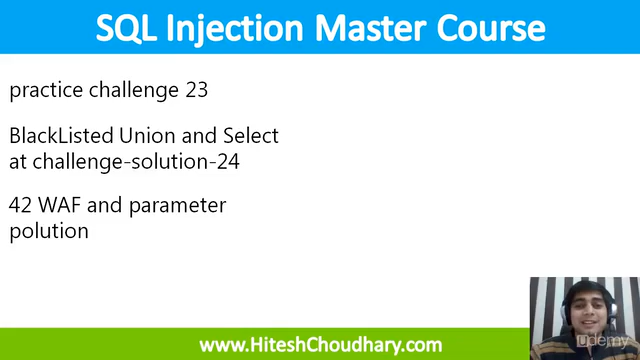 SQL Injection Master Course
practice challenge 23
BlackListed Union and Select
at challenge-solution-24
42 WAF and parameter
polution
udemy
www.HiteshChoudhary.com